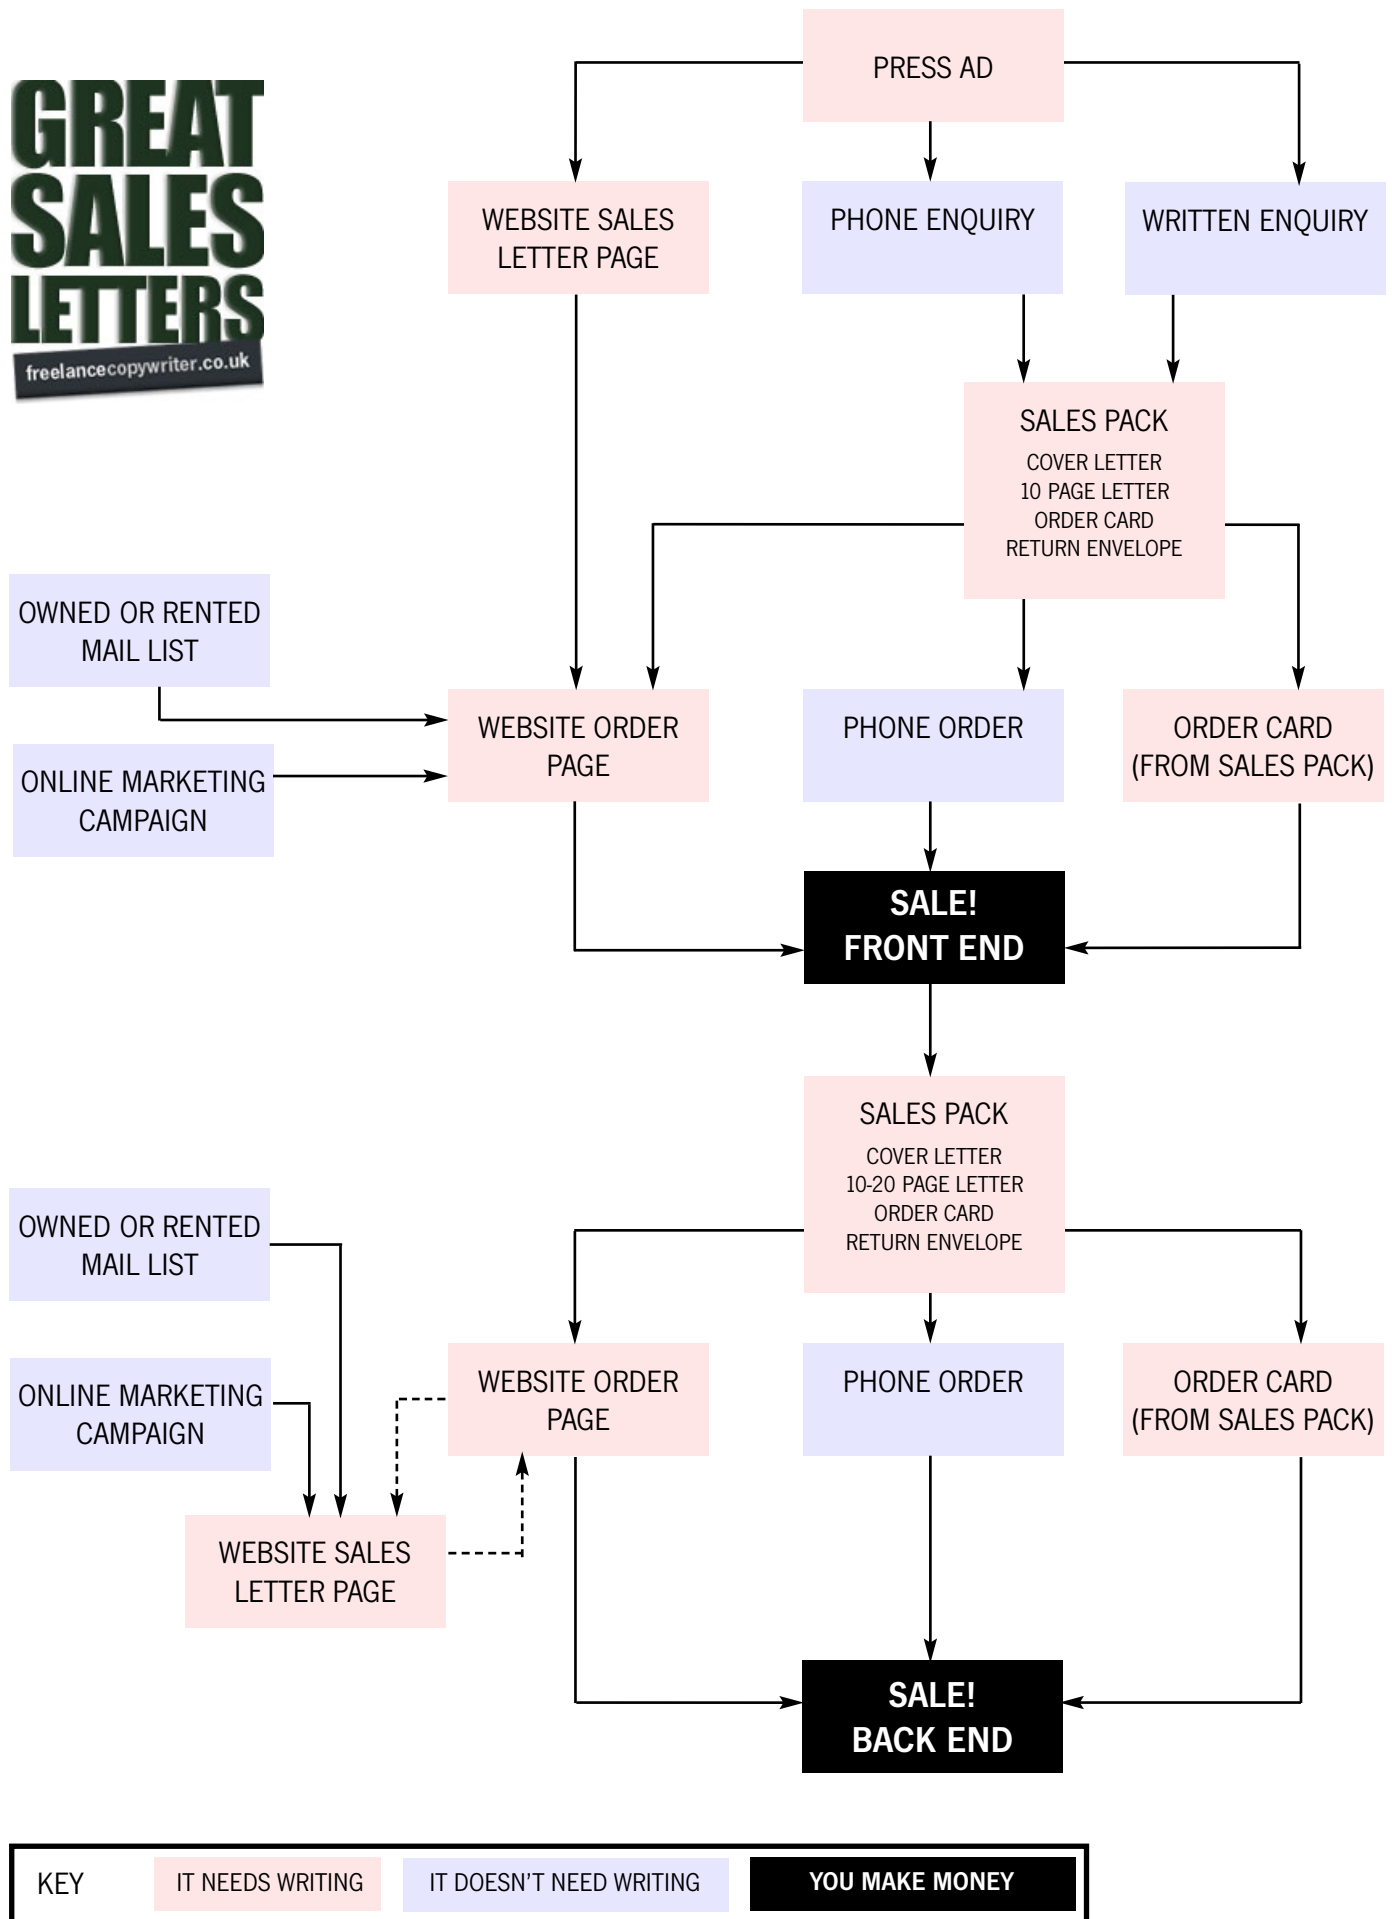 GREAT
SALES
LETTERS
freelancecopywriter.co.uk
PRESS AD
WEBSITE SALES
LETTER PAGE
PHONE ENQUIRY
WRITTEN ENQUIRY
SALES PACK
COVER LETTER
10 PAGE LETTER
ORDER CARD
RETURN ENVELOPE
OWNED OR RENTED
MAIL LIST
ONLINE MARKETING
CAMPAIGN
WEBSITE ORDER
PAGE
PHONE ORDER
ORDER CARD
(FROM SALES PACK)
SALE!
FRONT END
SALES PACK
COVER LETTER
10-20 PAGE LETTER
ORDER CARD
RETURN ENVELOPE
OWNED OR RENTED
MAIL LIST
ONLINE MARKETING
CAMPAIGN
WEBSITE ORDER
PAGE
PHONE ORDER
ORDER CARD
(FROM SALES PACK)
WEBSITE SALES
LETTER PAGE
SALE!
BACK END
KEY
IT NEEDS WRITING
IT DOESN'T NEED WRITING
YOU MAKE MONEY